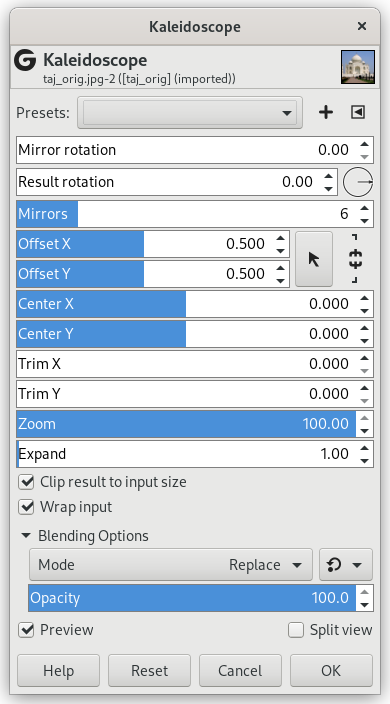 Kaleidoscope
Kaleidoscope
taj_orig.jpg-2 ([taj_orig] (imported))
Presets:
Mirror rotation 0.00
Result rotation 0.00
Mirrors 6
Offset X 0.500
Offset Y 0.500
Center X 0.000
Center Y 0.000
Trim X 0.000
Trim Y 0.000
Zoom 100.00
Expand 1.00
Clip result to input size
Wrap input
Blending Options
Mode Replace
Opacity 100.0
Preview Split view
Help Reset Cancel OK